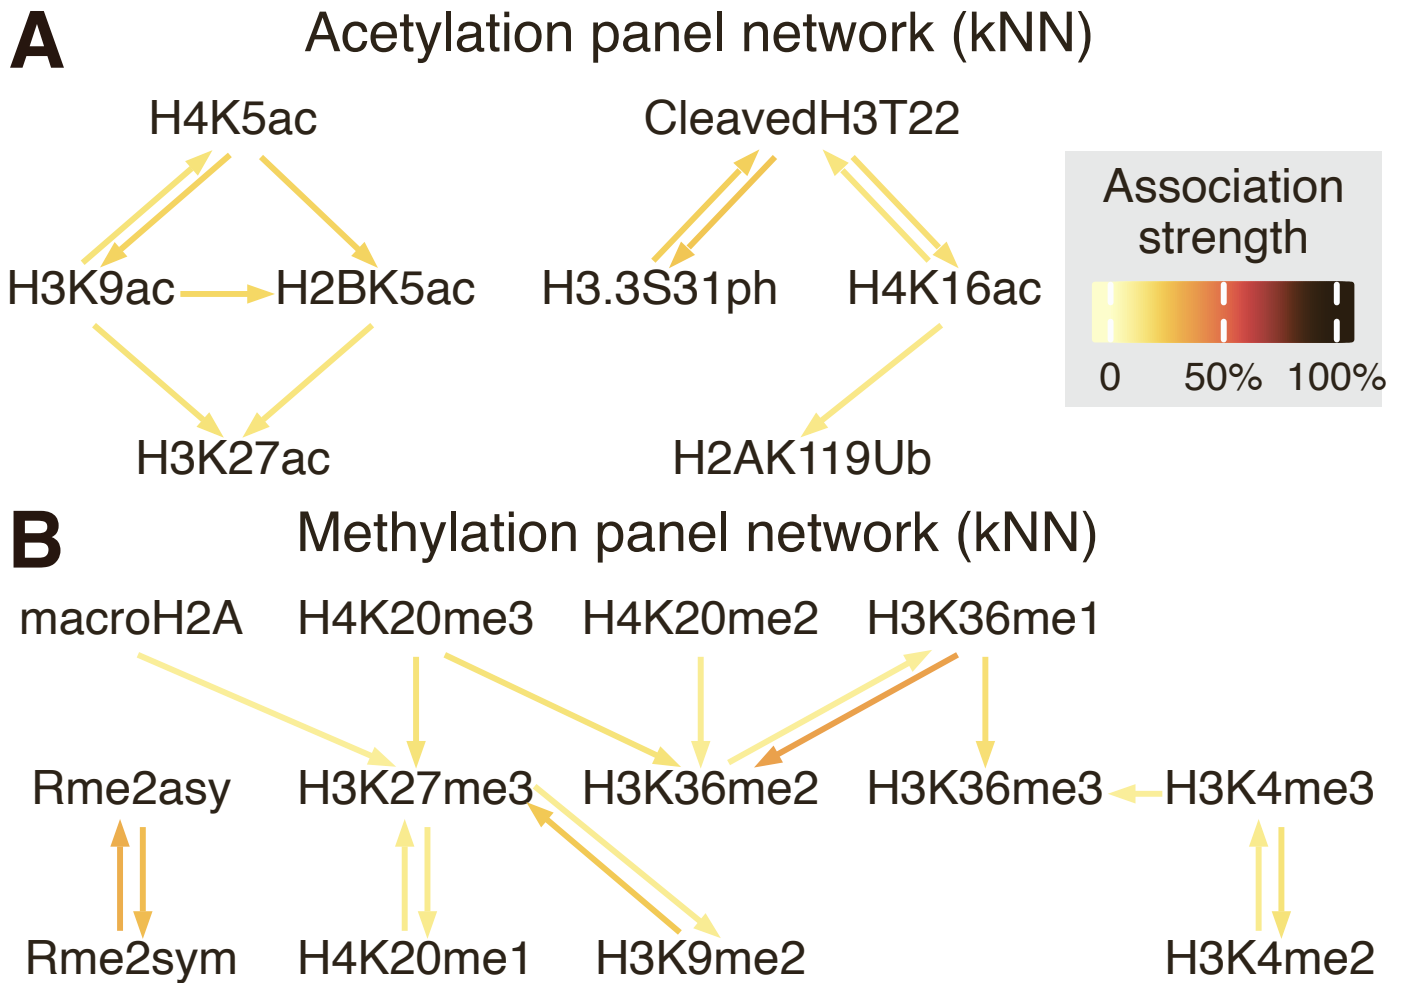 A
Acetylation panel network (kNN)
H4K5ac
CleavedH3T22
H3K9ac
H2BK5ac
H3.3S31ph
H4K16ac
H3K27ac
H2AK119Ub
Association
strength
0 50% 100%
B
Methylation panel network (kNN)
macroH2A
H4K20me3
H4K20me2
H3K36me1
Rme2asy
H3K27me3
H3K36me2
H3K36me3
H3K4me3
Rme2sym
H4K20me1
H3K9me2
H3K4me2